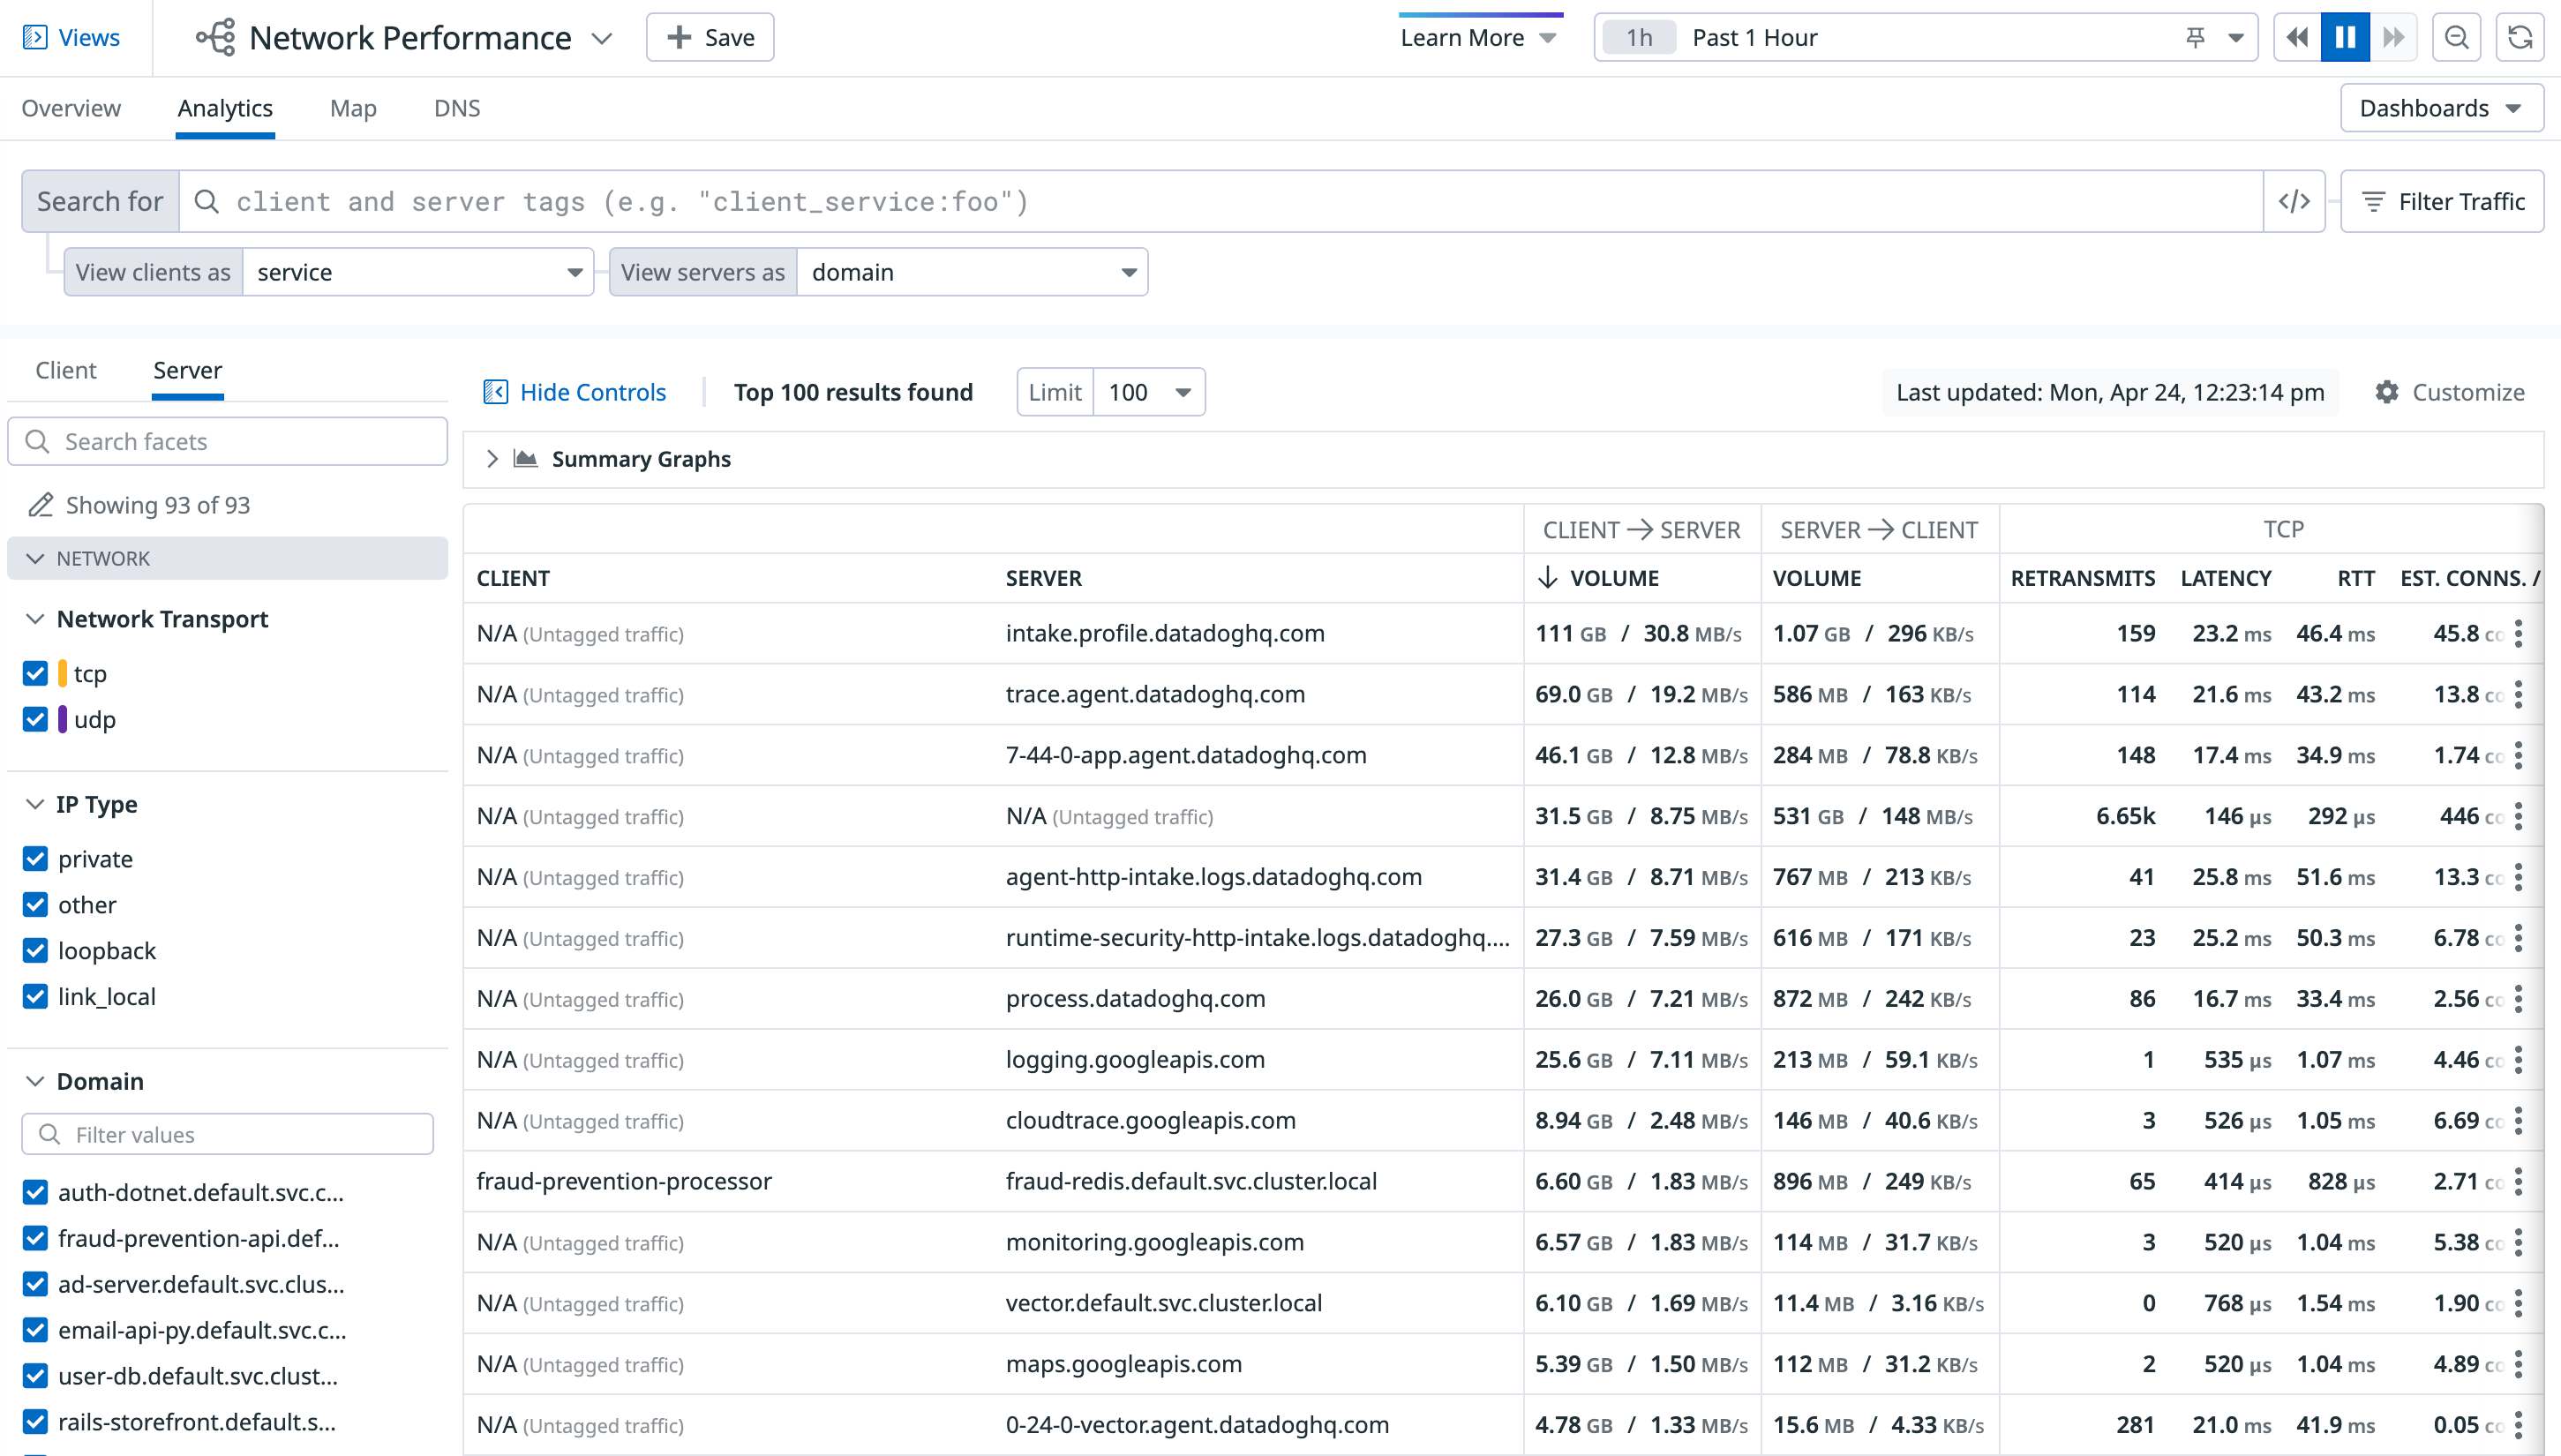 Views
Network Performance
Save
Learn More
1h Past 1 Hour
Overview Analytics Map DNS
Dashboards
Search for client and server tags (e.g. "client_service:foo") </> Filter Traffic
View clients as service View servers as domain
Client Server
Search facets
Showing 93 of 93
NETWORK
Network Transport
tcp
udp
IP Type
private
other
loopback
link_local
Domain
Filter values
auth-dotnet.default.svc.c...
fraud-prevention-api.def...
ad-server.default.svc.clus...
email-api-py.default.svc.c...
user-db.default.svc.clust...
rails-storefront.default.s...
Hide Controls Top 100 results found Limit 100 Last updated: Mon, Apr 24, 12:23:14 pm Customize
Summary Graphs
CLIENT → SERVER SERVER → CLIENT TCP
CLIENT SERVER VOLUME VOLUME RETRANSMITS LATENCY RTT EST. CONNS. /
N/A (Untagged traffic) intake.profile.datadoghq.com 111 GB / 30.8 MB/s 1.07 GB / 296 KB/s 159 23.2 ms 46.4 ms 45.8 co
N/A (Untagged traffic) trace.agent.datadoghq.com 69.0 GB / 19.2 MB/s 586 MB / 163 KB/s 114 21.6 ms 43.2 ms 13.8 co
N/A (Untagged traffic) 7-44-0-app.agent.datadoghq.com 46.1 GB / 12.8 MB/s 284 MB / 78.8 KB/s 148 17.4 ms 34.9 ms 1.74 co
N/A (Untagged traffic) N/A (Untagged traffic) 31.5 GB / 8.75 MB/s 531 GB / 148 MB/s 6.65k 146 µs 292 µs 446 co
N/A (Untagged traffic) agent-http-intake.logs.datadoghq.com 31.4 GB / 8.71 MB/s 767 MB / 213 KB/s 41 25.8 ms 51.6 ms 13.3 co
N/A (Untagged traffic) runtime-security-http-intake.logs.datadoghq.... 27.3 GB / 7.59 MB/s 616 MB / 171 KB/s 23 25.2 ms 50.3 ms 6.78 co
N/A (Untagged traffic) process.datadoghq.com 26.0 GB / 7.21 MB/s 872 MB / 242 KB/s 86 16.7 ms 33.4 ms 2.56 co
N/A (Untagged traffic) logging.googleapis.com 25.6 GB / 7.11 MB/s 213 MB / 59.1 KB/s 1 535 µs 1.07 ms 4.46 co
N/A (Untagged traffic) cloudtrace.googleapis.com 8.94 GB / 2.48 MB/s 146 MB / 40.6 KB/s 3 526 µs 1.05 ms 6.69 co
fraud-prevention-processor fraud-redis.default.svc.cluster.local 6.60 GB / 1.83 MB/s 896 MB / 249 KB/s 65 414 µs 828 µs 2.71 co
N/A (Untagged traffic) monitoring.googleapis.com 6.57 GB / 1.83 MB/s 114 MB / 31.7 KB/s 3 520 µs 1.04 ms 5.38 co
N/A (Untagged traffic) vector.default.svc.cluster.local 6.10 GB / 1.69 MB/s 11.4 MB / 3.16 KB/s 0 768 µs 1.54 ms 1.90 co
N/A (Untagged traffic) maps.googleapis.com 5.39 GB / 1.50 MB/s 112 MB / 31.2 KB/s 2 520 µs 1.04 ms 4.89 co
N/A (Untagged traffic) 0-24-0-vector.agent.datadoghq.com 4.78 GB / 1.33 MB/s 15.6 MB / 4.33 KB/s 281 21.0 ms 41.9 ms 0.05 co